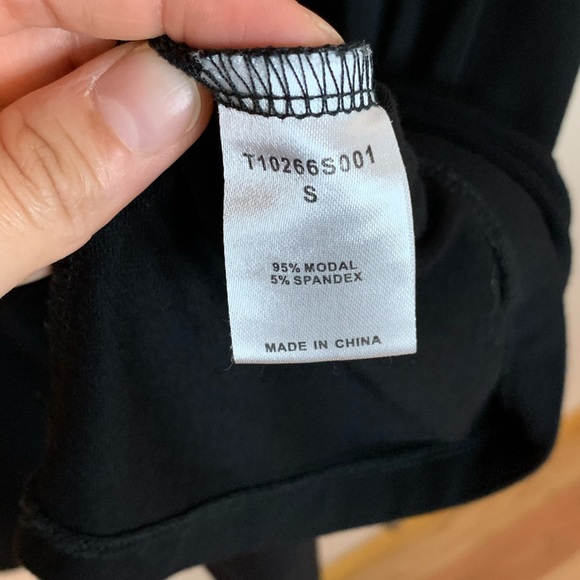 T10266S001
S
95% MODAL
5% SPANDEX
MADE IN CHINA